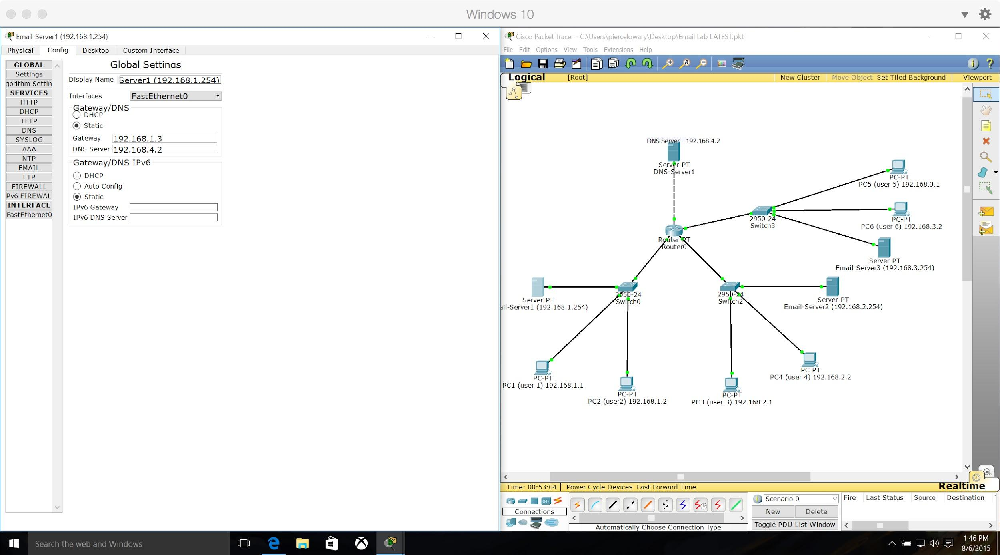 Windows 10
Email-Server1 (192.168.1.254)
Physical Config Desktop Custom Interface
GLOBAL
Settings
gorithm Settin
SERVICES
HTTP
DHCP
TFTP
DNS
SYSLOG
AAA
NTP
EMAIL
FTP
FIREWALL
Pv6 FIREWAL
INTERFACE
FastEthernet0
Global Settings
Display Name Server1 (192.168.1.254)
Interfaces FastEthernet0
Gateway/DNS
DHCP
Static
Gateway 192.168.1.3
DNS Server 192.168.4.2
Gateway/DNS IPv6
DHCP
Auto Config
Static
IPv6 Gateway
IPv6 DNS Server
Cisco Packet Tracer - C:\Users\piercelowary\Desktop\Email Lab LATEST.pkt
File Edit Options View Tools Extensions Help
Logical [Root] New Cluster Move Object Set Tiled Background Viewport
DNS Server - 192.168.4.2
Server-PT
DNS-Server1
PC-PT
PC5 (user 5) 192.168.3.1
2950-24
Switch3
PC-PT
PC6 (user 6) 192.168.3.2
Router-PT
Router0
Server-PT
Email-Server3 (192.168.3.254)
Server-PT
ail-Server1 (192.168.1.254)
2950-24
Switch0
2950-24
Switch2
Server-PT
Email-Server2 (192.168.2.254)
PC-PT
PC1 (user 1) 192.168.1.1
PC-PT
PC2 (user2) 192.168.1.2
PC-PT
PC3 (user 3) 192.168.2.1
PC-PT
PC4 (user 4) 192.168.2.2
Time: 00:53:04 Power Cycle Devices Fast Forward Time
Realtime
Connections
Automatically Choose Connection Type
Scenario 0
New Delete
Toggle PDU List Window
Fire Last Status Source Destination
Search the web and Windows
1:46 PM
8/6/2015